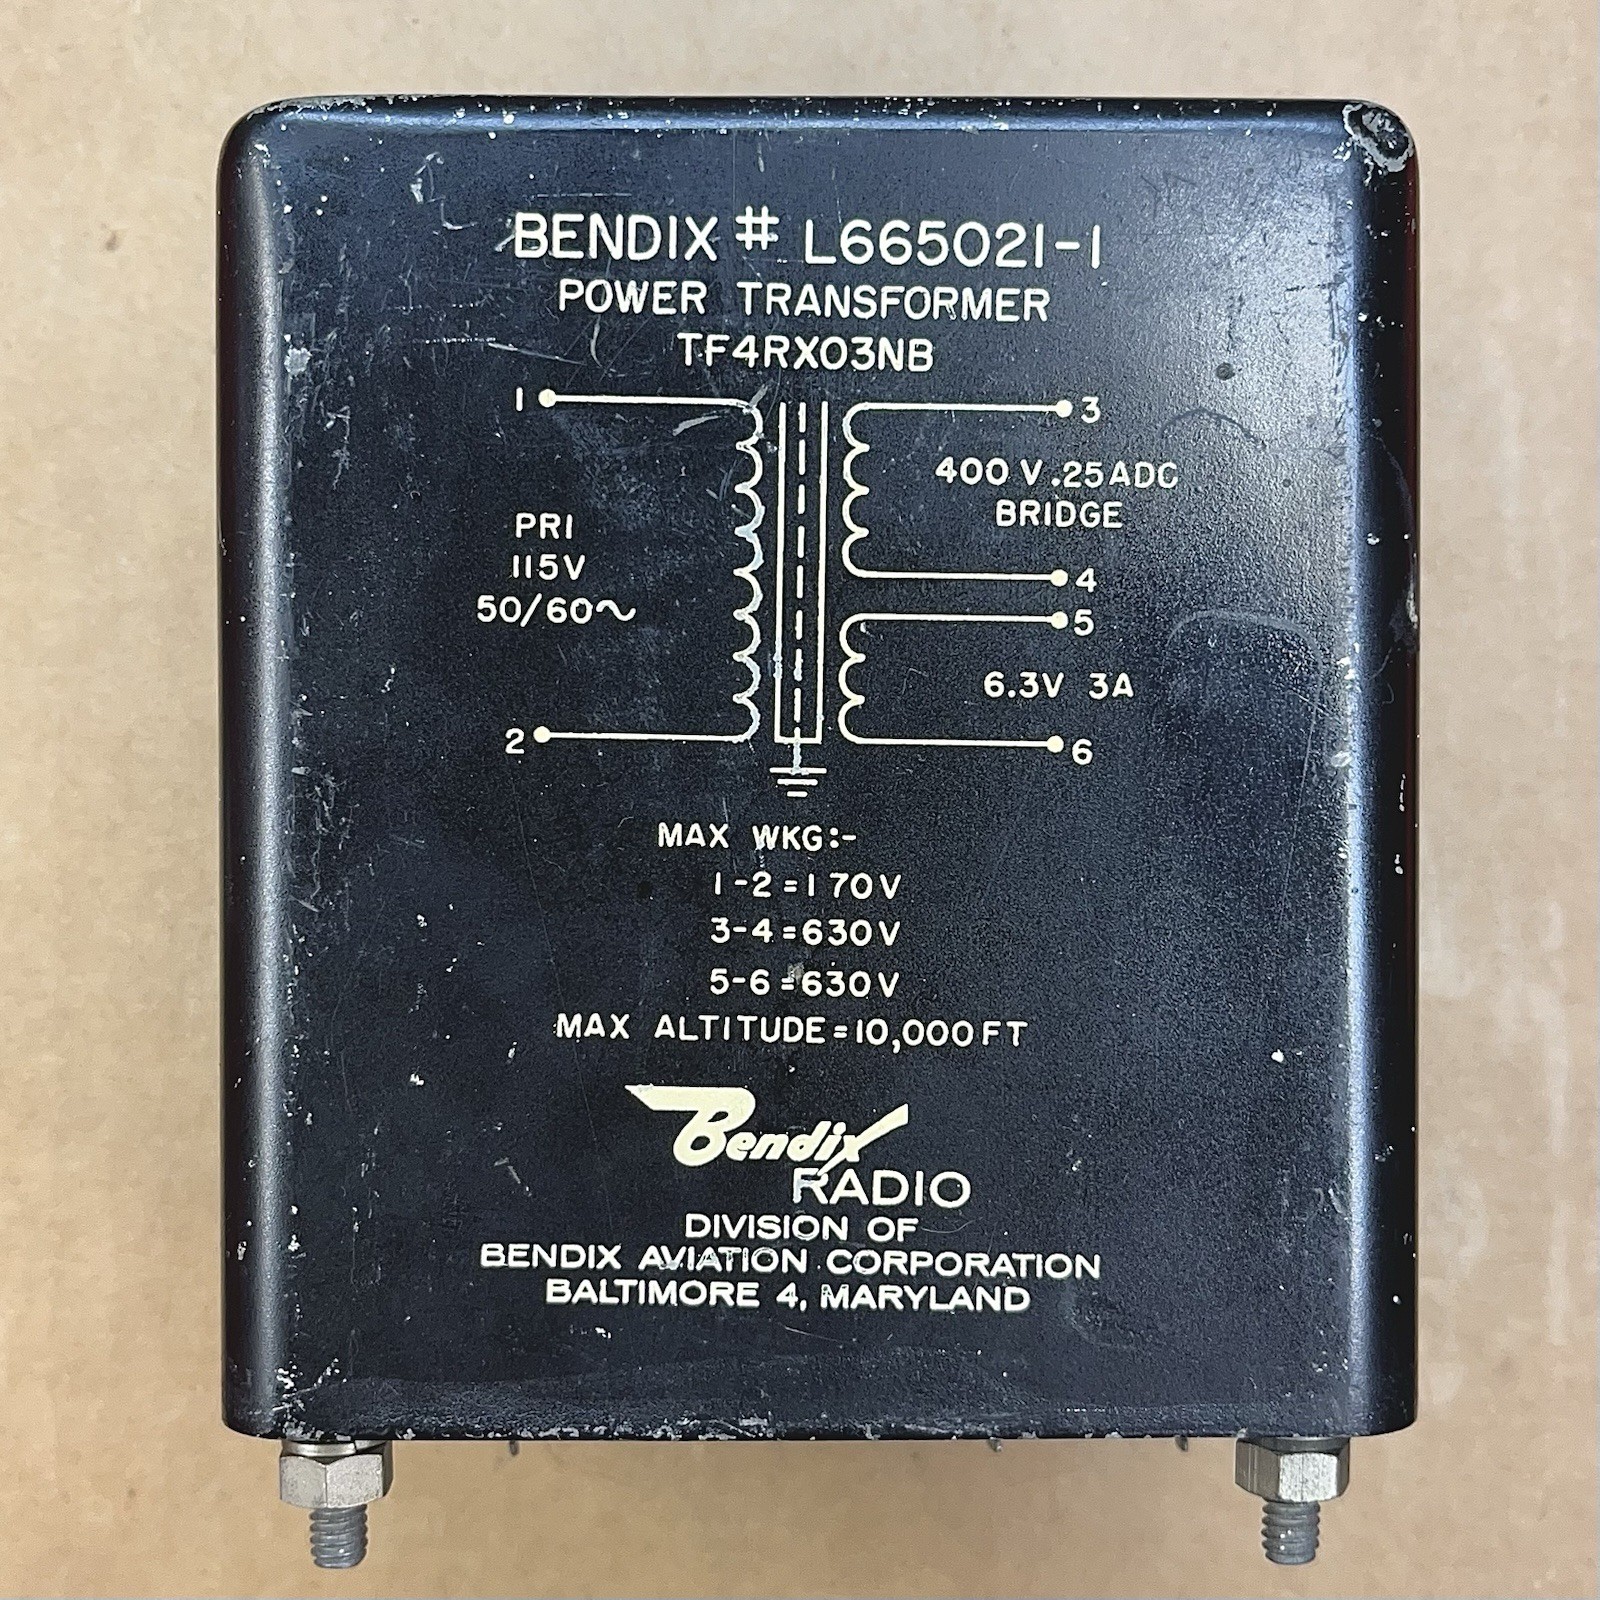 BENDIX # L665021-1
POWER TRANSFORMER
TF4RX03NB
1
3
400 V .25 ADC
BRIDGE
PRI
115V
50/60~
4
5
6.3V 3A
2
6
MAX WKG:-
1-2=170V
3-4=630V
5-6=630V
MAX ALTITUDE=10,000FT
Bendix
RADIO
DIVISION OF
BENDIX AVIATION CORPORATION
BALTIMORE 4, MARYLAND